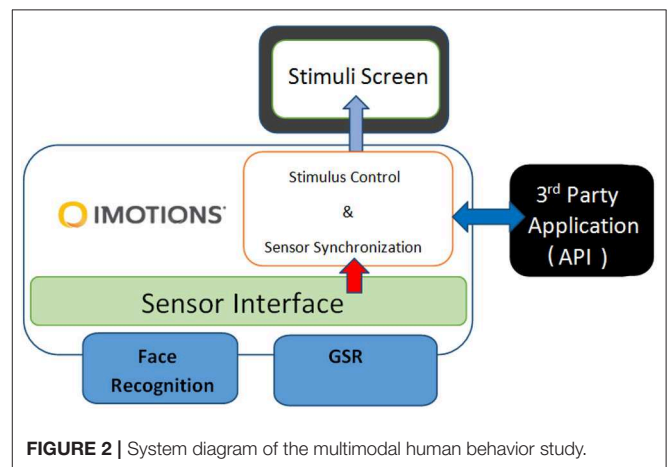 Stimuli Screen
IMOTIONS®
Stimulus Control
&
Sensor Synchronization
3rd Party
Application
(API)
Sensor Interface
Face
Recognition
GSR
FIGURE 2 | System diagram of the multimodal human behavior study.